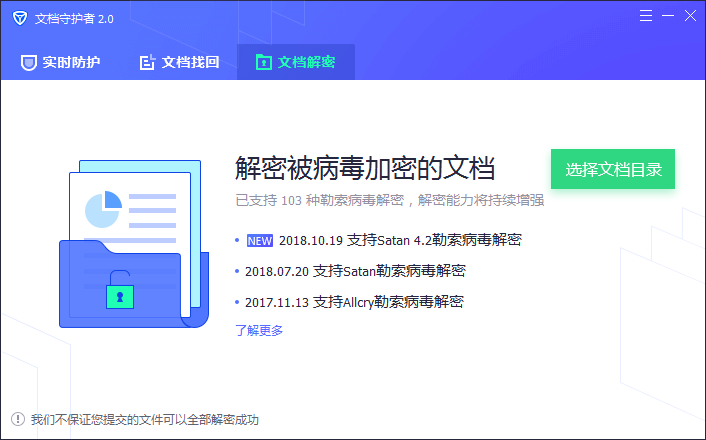 文档守护者 2.0
实时防护 文档找回 文档解密
解密被病毒加密的文档
选择文档目录
已支持 103 种勒索病毒解密，解密能力将持续增强
NEW 2018.10.19 支持Satan 4.2勒索病毒解密
2018.07.20 支持Satan勒索病毒解密
2017.11.13 支持Allcry勒索病毒解密
了解更多
我们不保证您提交的文件可以全部解密成功